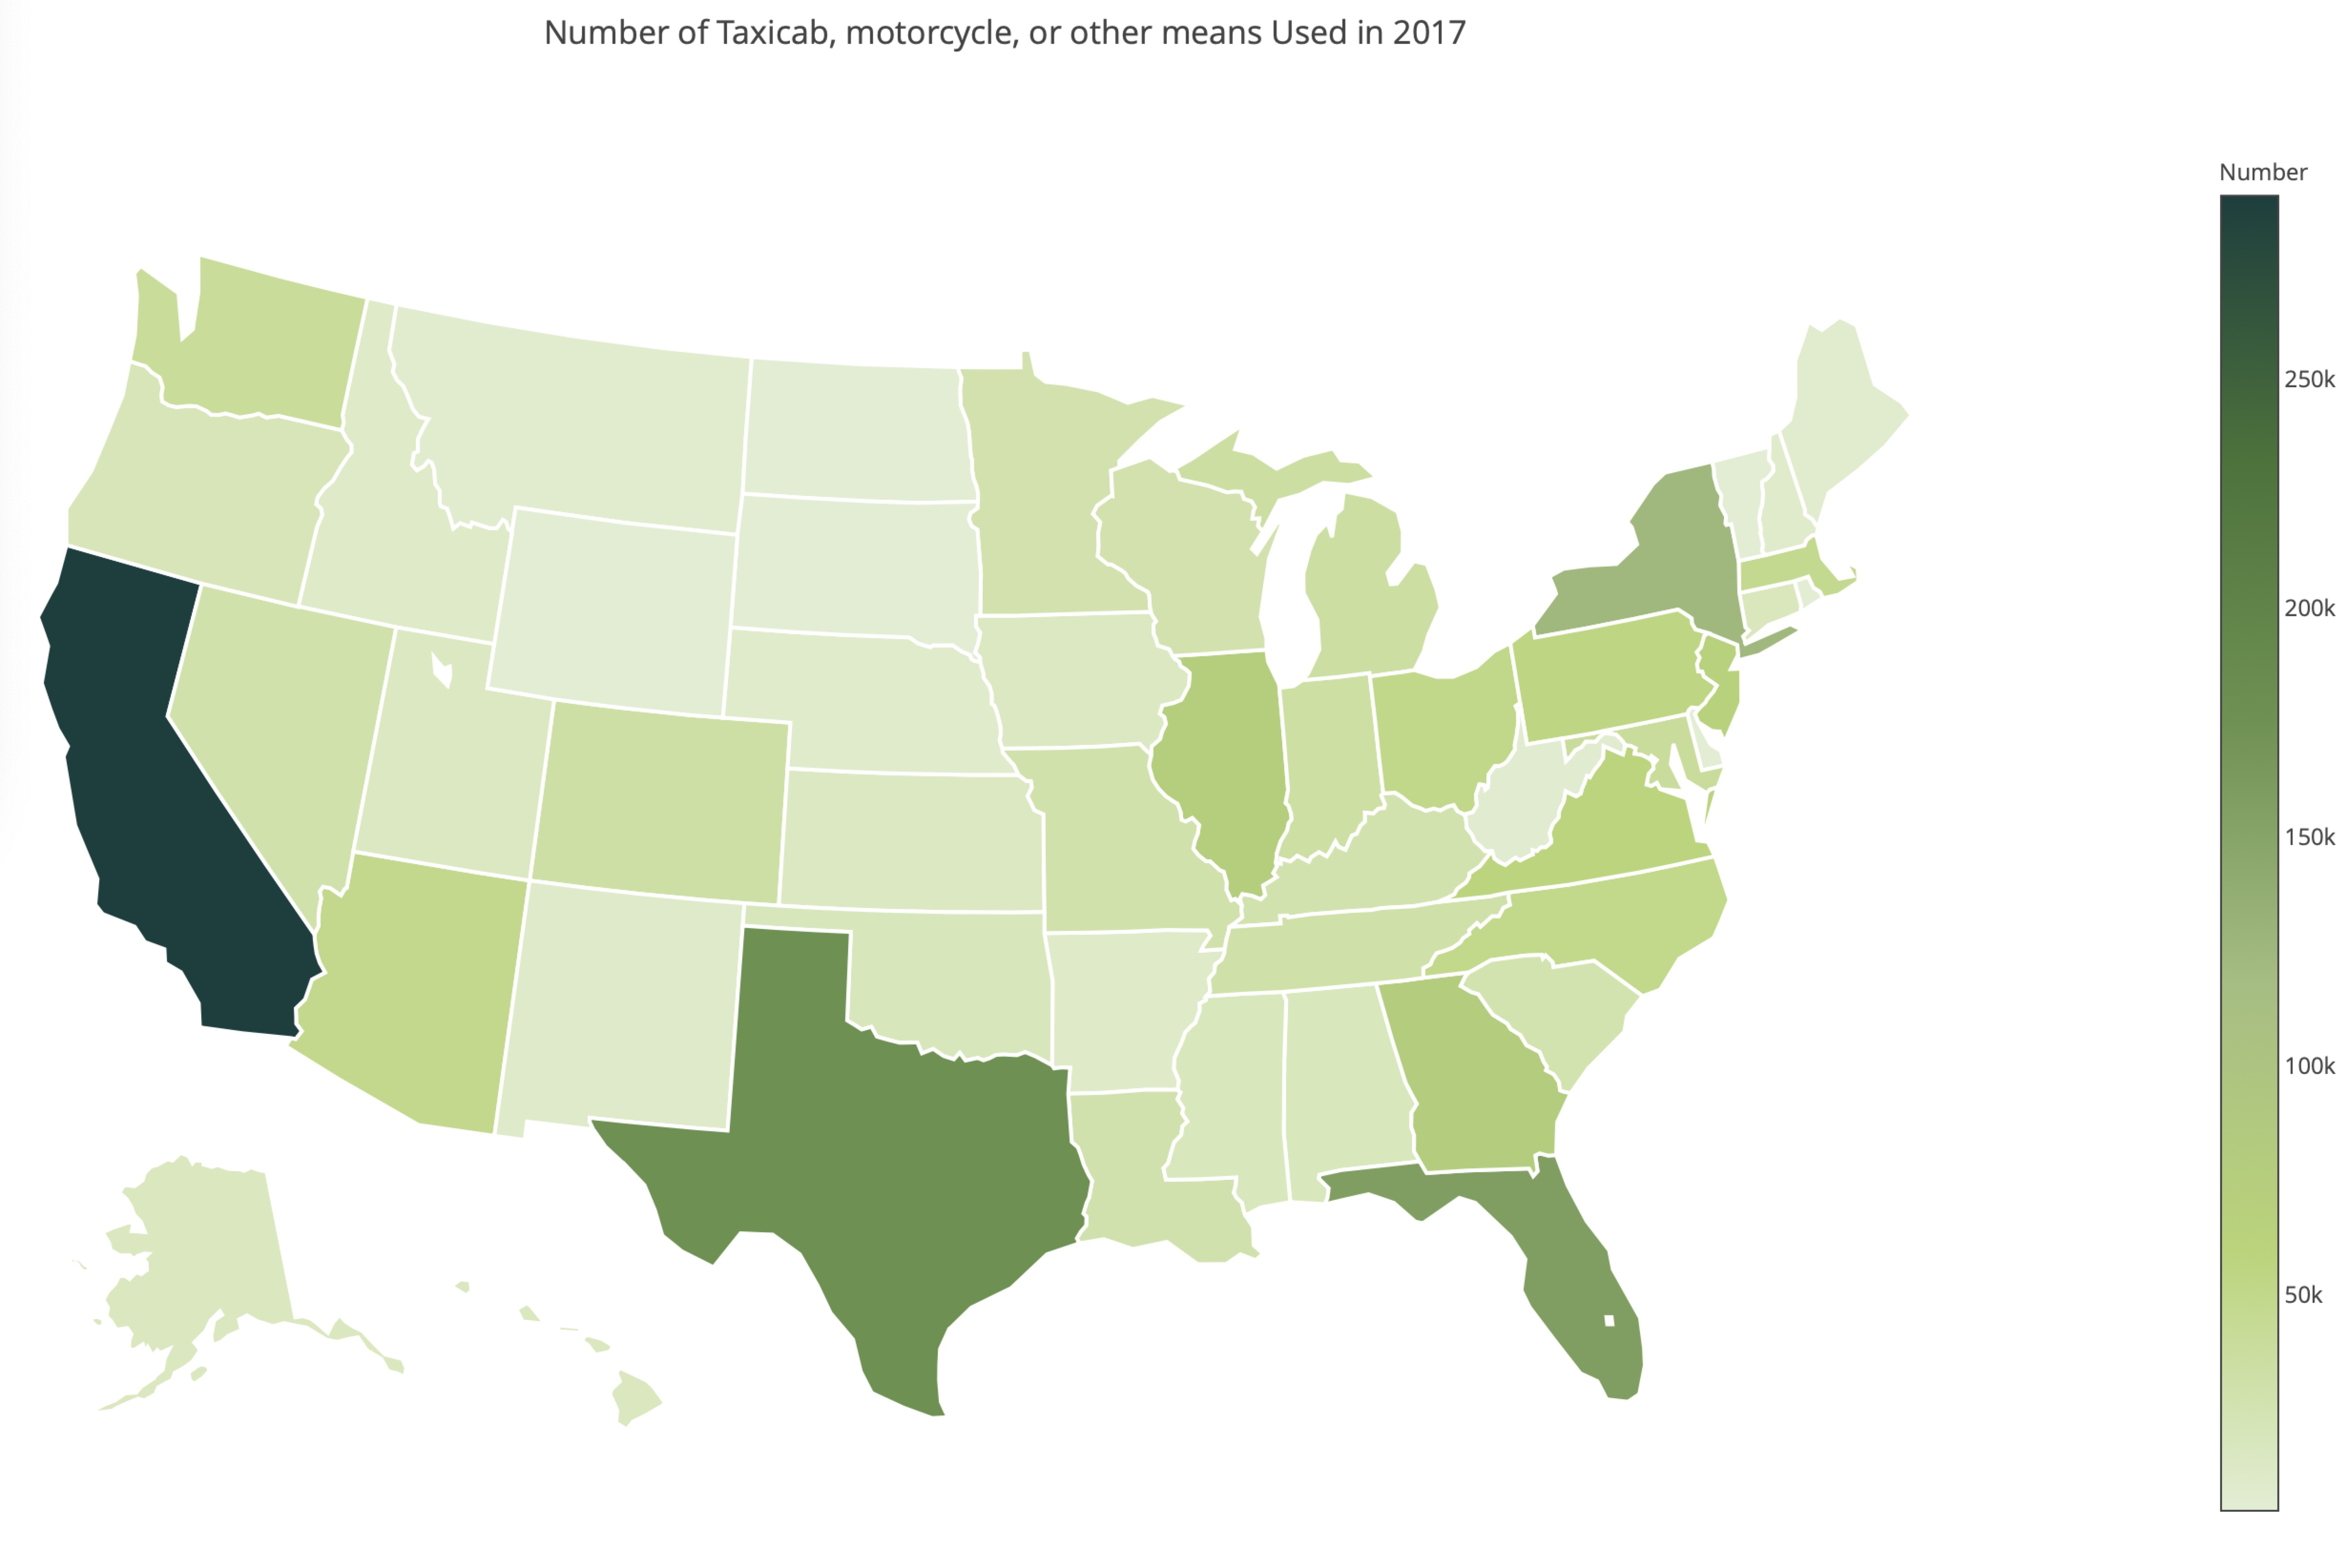 Number of Taxicab, motorcycle, or other means Used in 2017
Number
250k
200k
150k
100k
50k